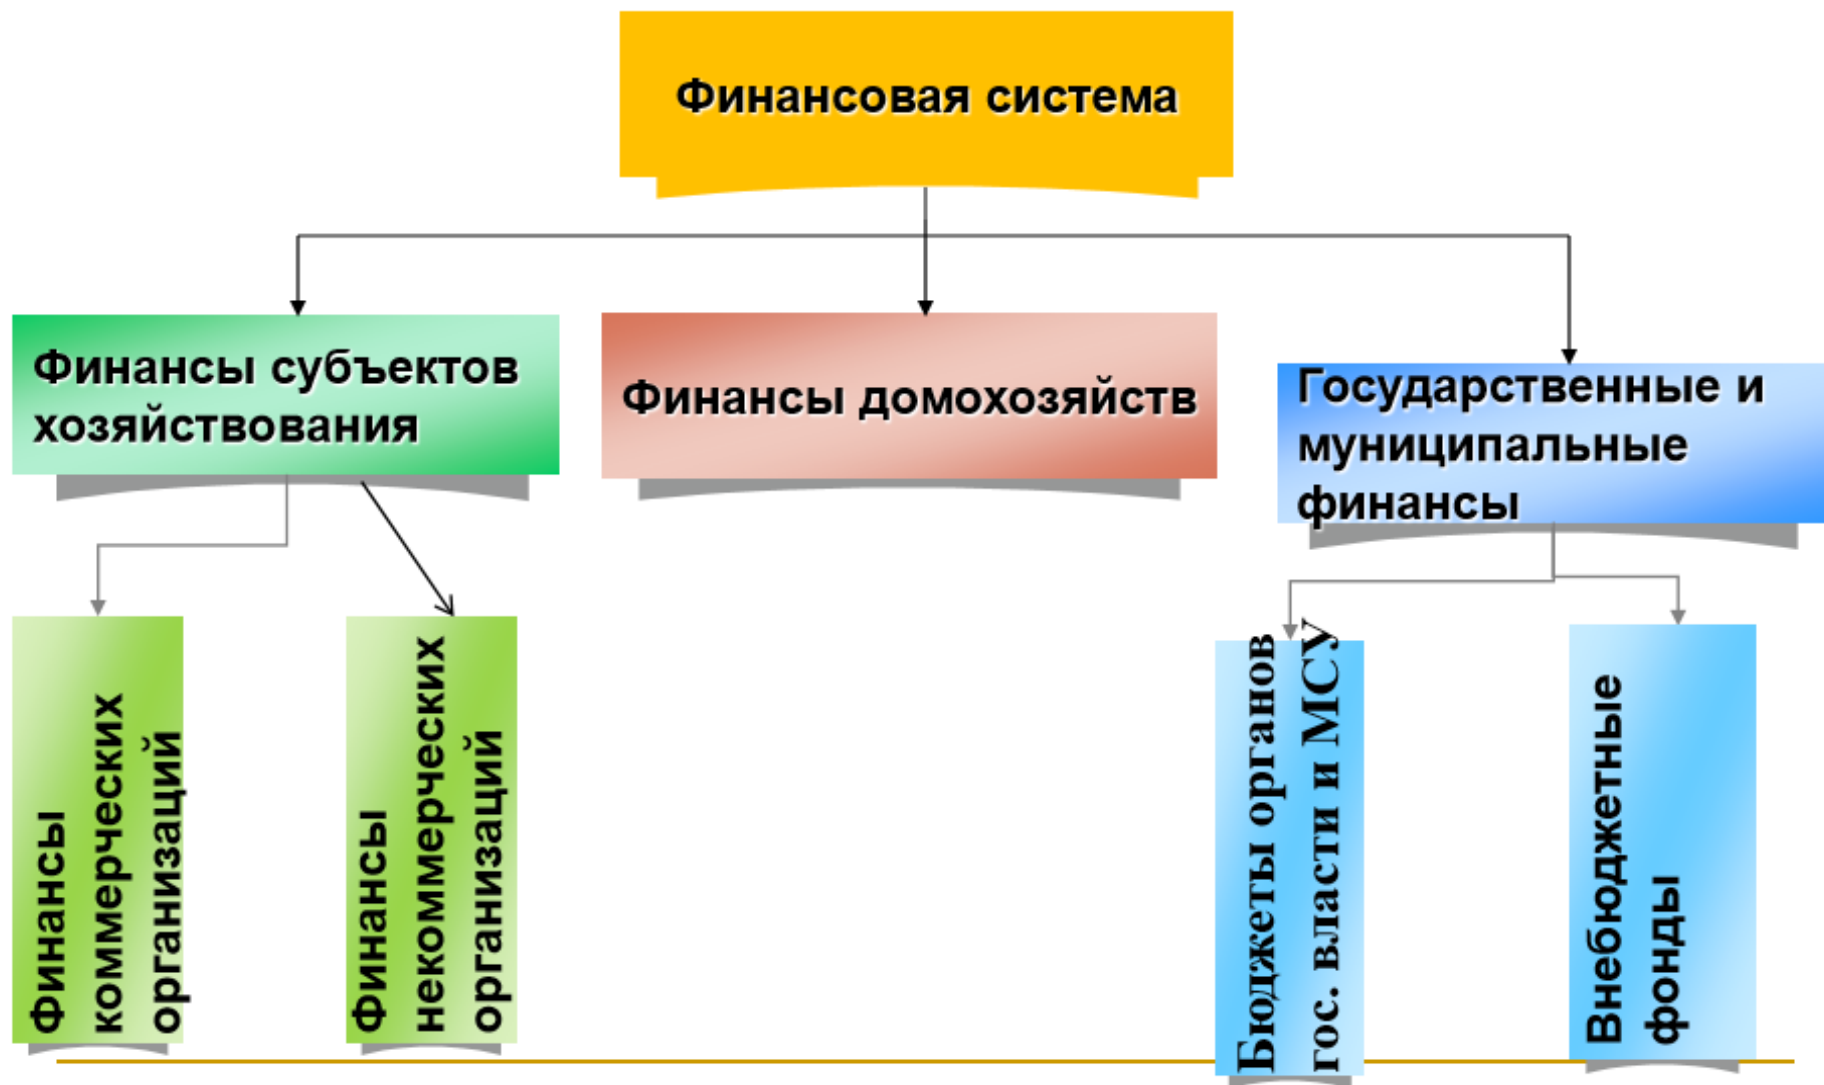 Финансовая система
Финансы субъектов
хозяйствования
Финансы домохозяйств
Государственные и
муниципальные
финансы
Финансы
коммерческих
организаций
Финансы
некоммерческих
организаций
Бюджеты органов
гос. власти и МСУ
Внебюджетные
фонды